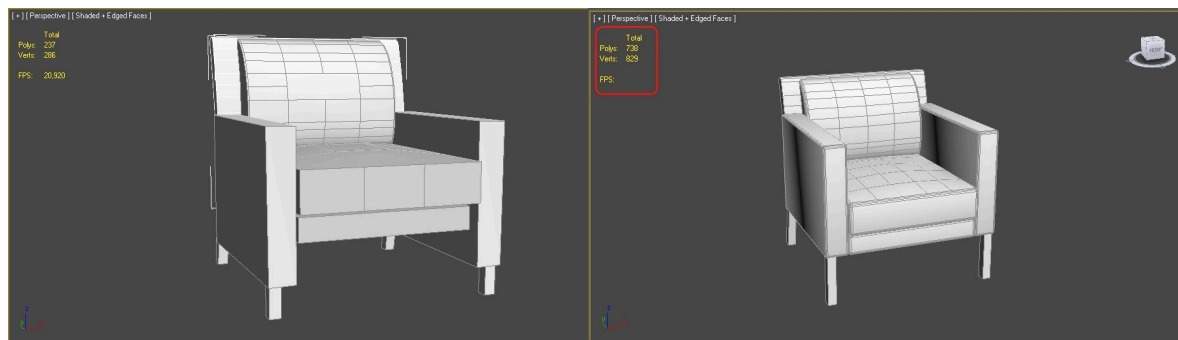 [ + ] [ Perspective ] [ Shaded + Edged Faces ]
Total
Polys: 237
Verts: 286
FPS: 20,920
[ + ] [ Perspective ] [ Shaded + Edged Faces ]
Total
Polys: 738
Verts: 829
FPS: